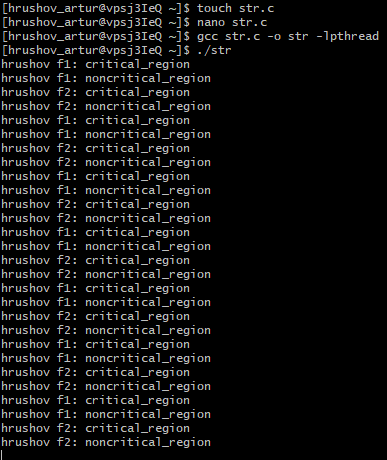 [hrushov_artur@vpsj3IeQ ~]$ touch str.c
[hrushov_artur@vpsj3IeQ ~]$ nano str.c
[hrushov_artur@vpsj3IeQ ~]$ gcc str.c -o str -lpthread
[hrushov_artur@vpsj3IeQ ~]$ ./str
hrushov f1: critical_region
hrushov f1: noncritical_region
hrushov f2: critical_region
hrushov f2: noncritical_region
hrushov f1: critical_region
hrushov f1: noncritical_region
hrushov f2: critical_region
hrushov f2: noncritical_region
hrushov f1: critical_region
hrushov f1: noncritical_region
hrushov f2: critical_region
hrushov f2: noncritical_region
hrushov f1: critical_region
hrushov f1: noncritical_region
hrushov f2: critical_region
hrushov f2: noncritical_region
hrushov f1: critical_region
hrushov f1: noncritical_region
hrushov f2: critical_region
hrushov f2: noncritical_region
hrushov f1: critical_region
hrushov f1: noncritical_region
hrushov f2: critical_region
hrushov f2: noncritical_region
hrushov f1: critical_region
hrushov f1: noncritical_region
hrushov f2: critical_region
hrushov f2: noncritical_region